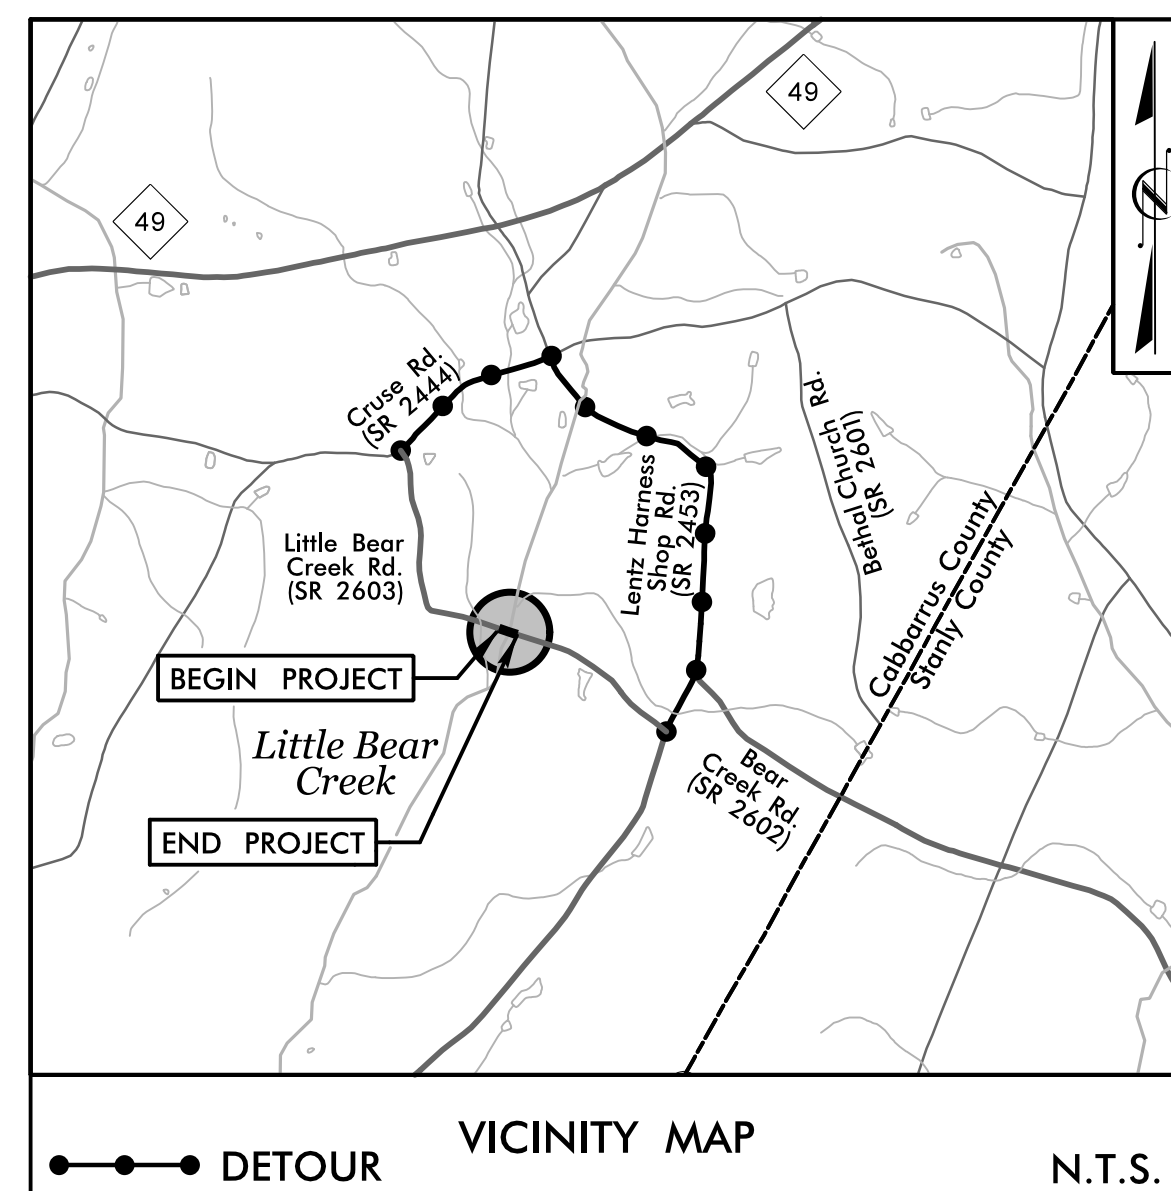 49
49
Cruse Rd.
(SR 2444)
Little Bear
Creek Rd.
(SR 2603)
Lentz Harness
Shop Rd.
(SR 2453)
Bethal Church Rd.
(SR 2601)
Cabbarrus County
Stanly County
BEGIN PROJECT
Little Bear
Creek
END PROJECT
Bear
Creek Rd.
(SR 2602)
VICINITY MAP
DETOUR
N.T.S.